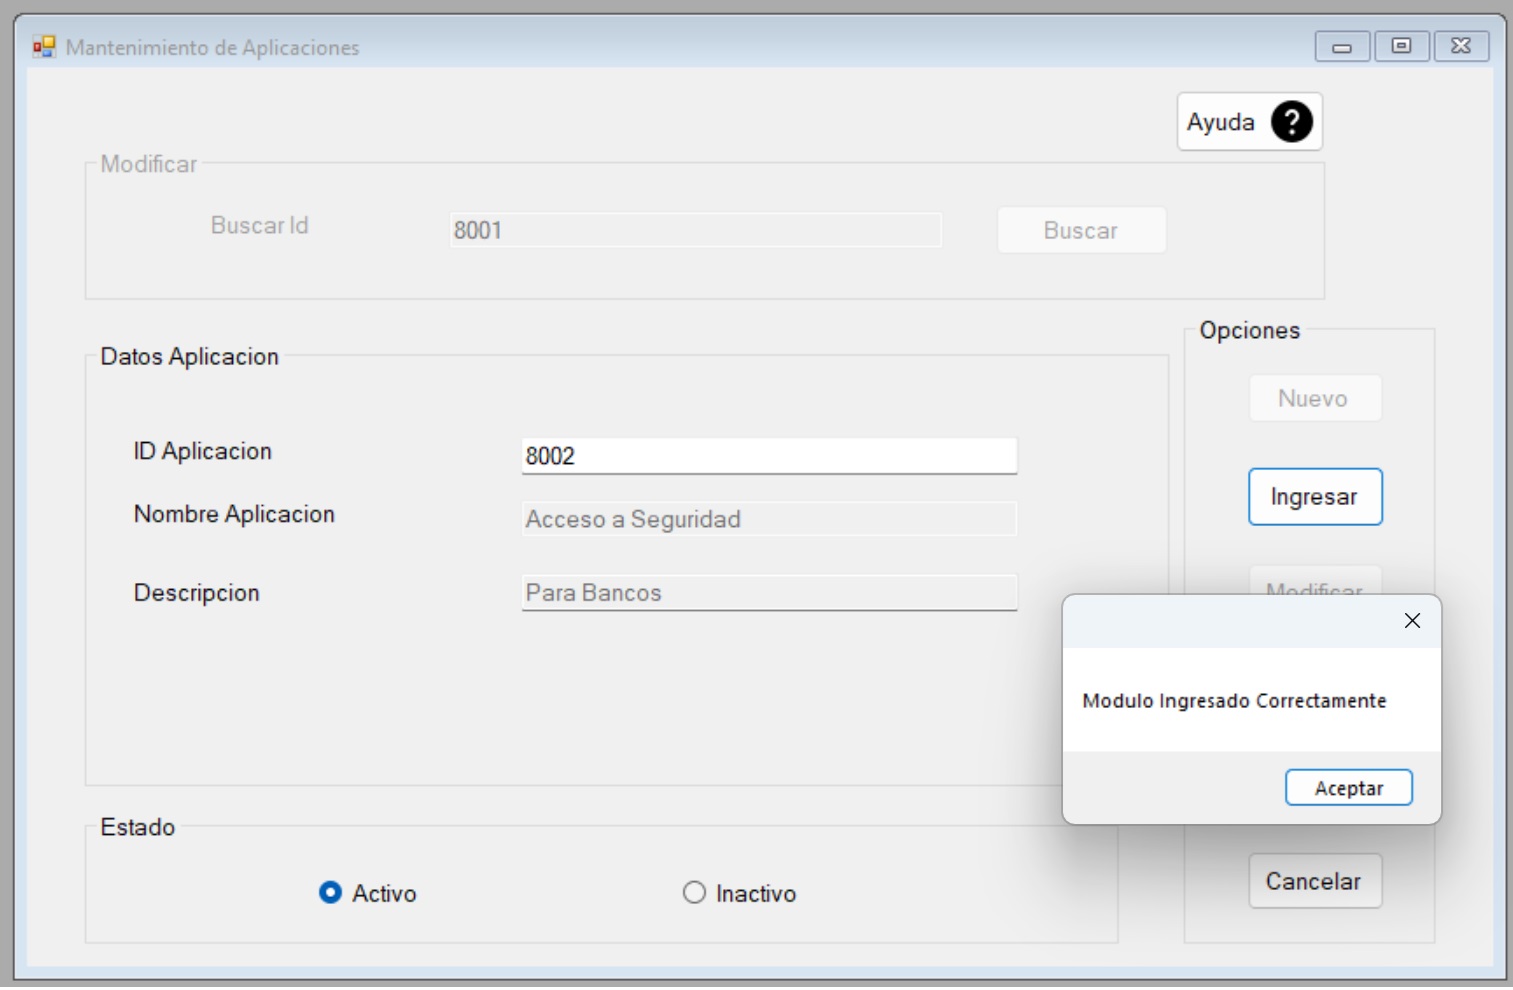 Mantenimiento de Aplicaciones
Ayuda ?
Modificar
Buscar Id
8001
Buscar
Datos Aplicacion
ID Aplicacion
8002
Nombre Aplicacion
Acceso a Seguridad
Descripcion
Para Bancos
Opciones
Nuevo
Ingresar
Modificar
Modulo Ingresado Correctamente
Aceptar
Estado
Activo
Inactivo
Cancelar